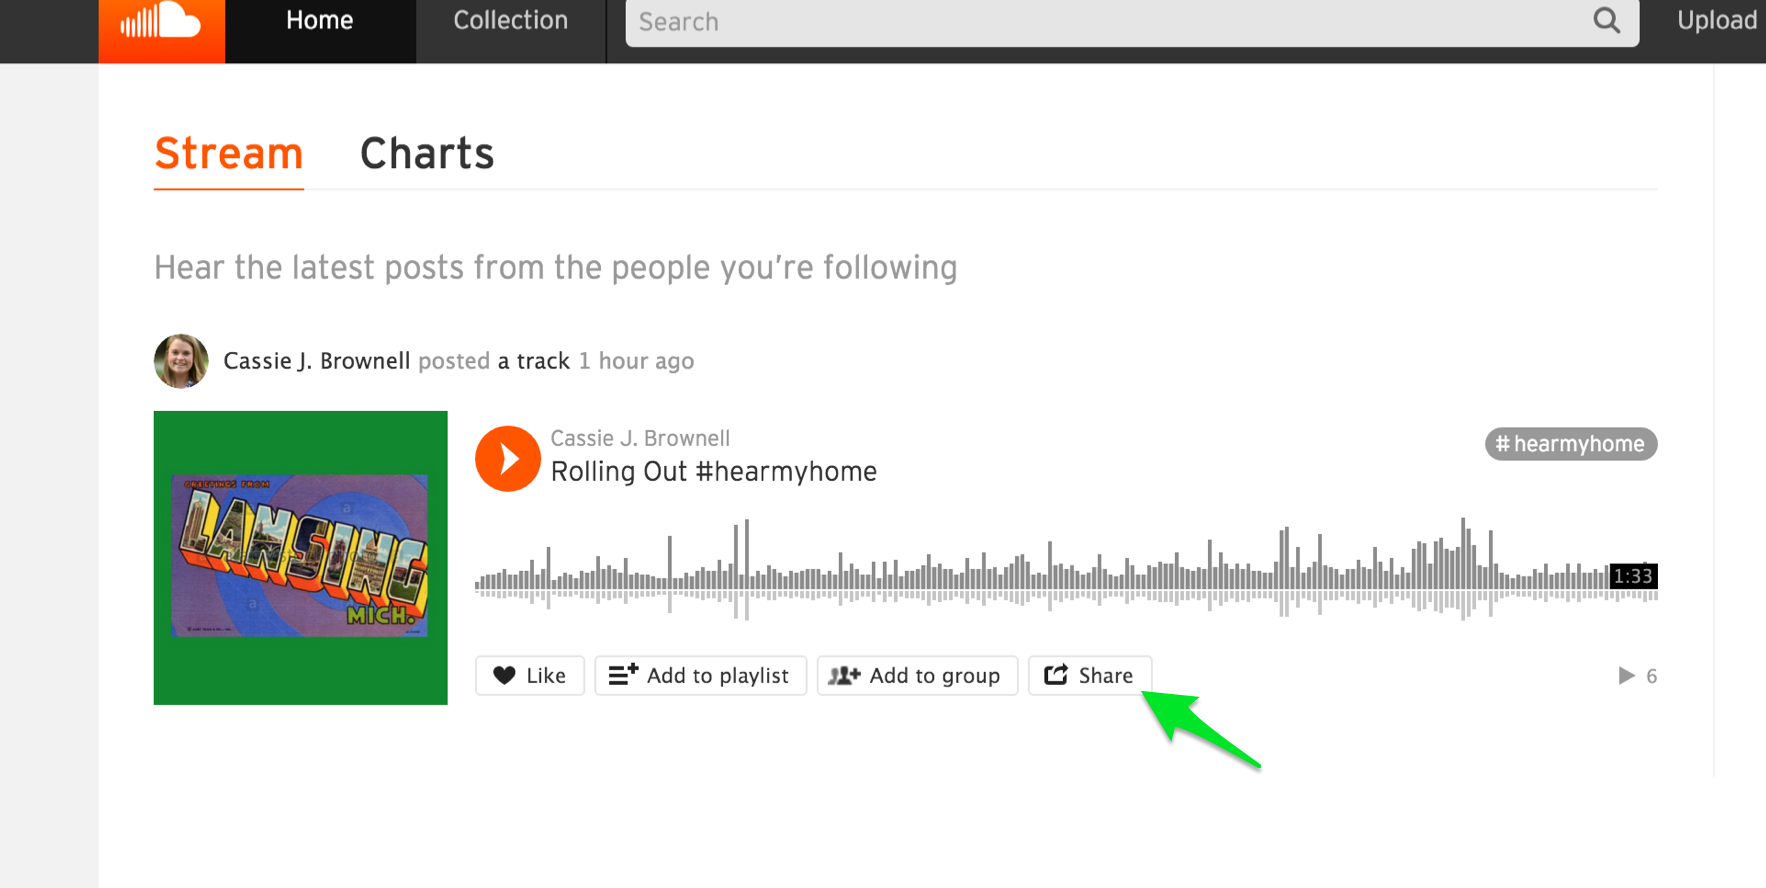 Home
Collection
Search
Upload
Stream
Charts
Hear the latest posts from the people you're following
Cassie J. Brownell posted a track 1 hour ago
GREETINGS FROM
LANSING
MICH.
Cassie J. Brownell
Rolling Out #hearmyhome
# hearmyhome
1:33
Like
Add to playlist
Add to group
Share
6